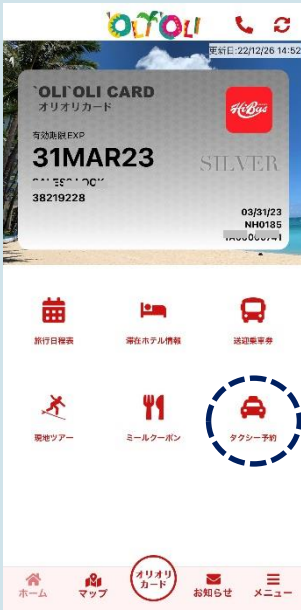 `OLI`OLI
更新日:22/12/26 14:52
`OLI`OLI CARD
オリオリカード
HiBus
有効期限EXP
31MAR23
SILVER
38219228
03/31/23
NH0185
旅行日程表
滞在ホテル情報
送迎乗車券
現地ツアー
ミールクーポン
タクシー予約
ホーム
マップ
オリオリ
カード
お知らせ
メニュー